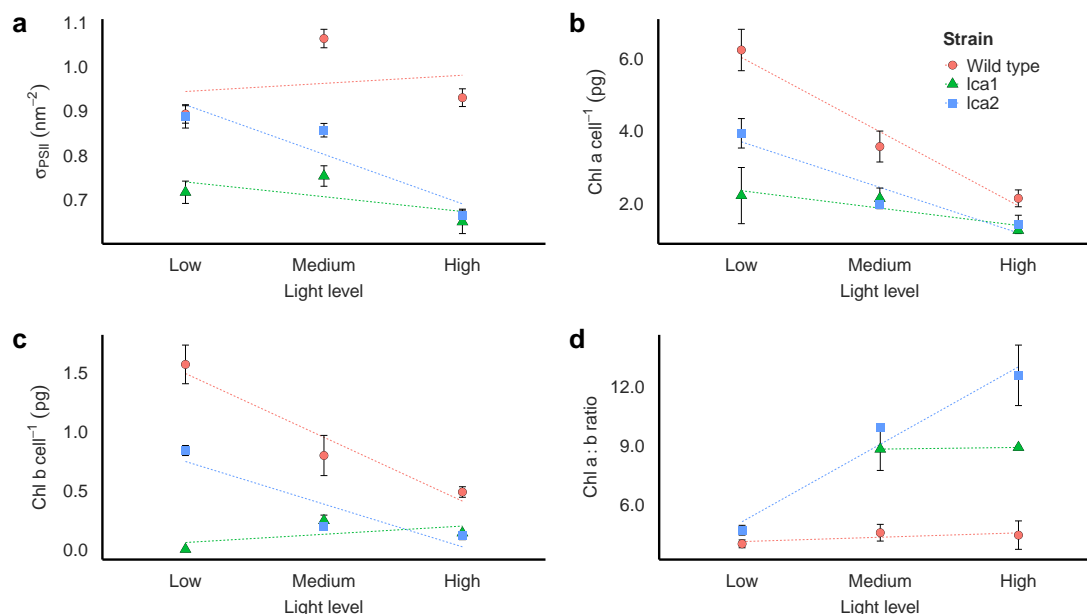 a
1.1
1.0
0.9
0.8
0.7
σPSII (nm⁻²)
Low Medium High
Light level
b
6.0
4.0
2.0
Chl a cell⁻¹ (pg)
Low Medium High
Light level
Strain
Wild type
lca1
lca2
c
1.5
1.0
0.5
0.0
Chl b cell⁻¹ (pg)
Low Medium High
Light level
d
12.0
9.0
6.0
Chl a : b ratio
Low Medium High
Light level